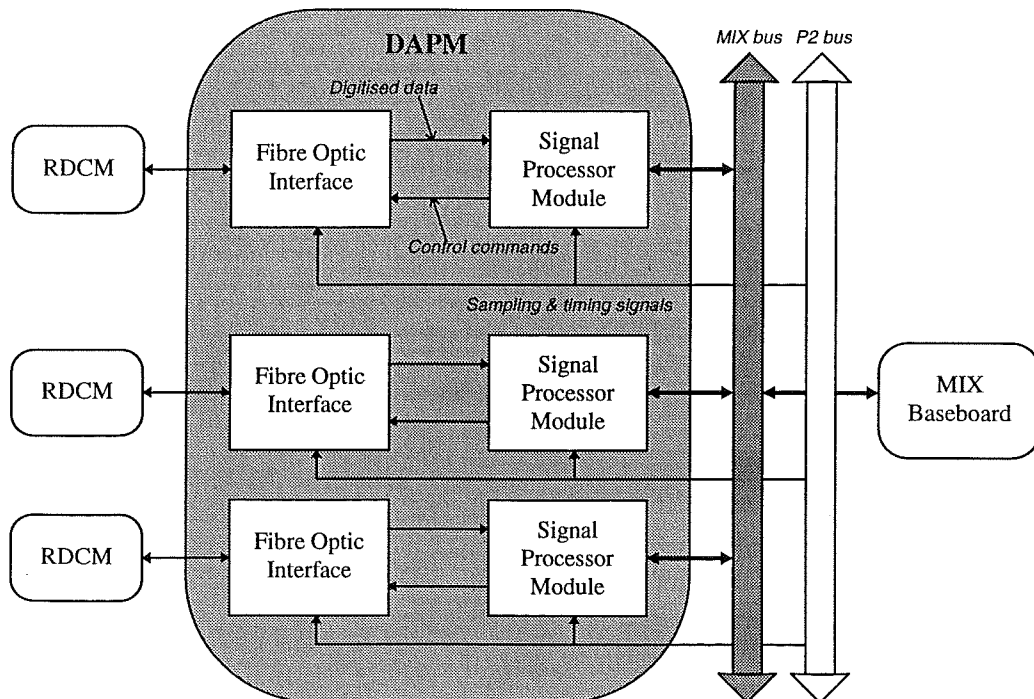 DAPM
MIX bus
P2 bus
Digitised data
RDCM
Fibre Optic
Interface
Signal
Processor
Module
Control commands
Sampling & timing signals
RDCM
Fibre Optic
Interface
Signal
Processor
Module
MIX
Baseboard
RDCM
Fibre Optic
Interface
Signal
Processor
Module